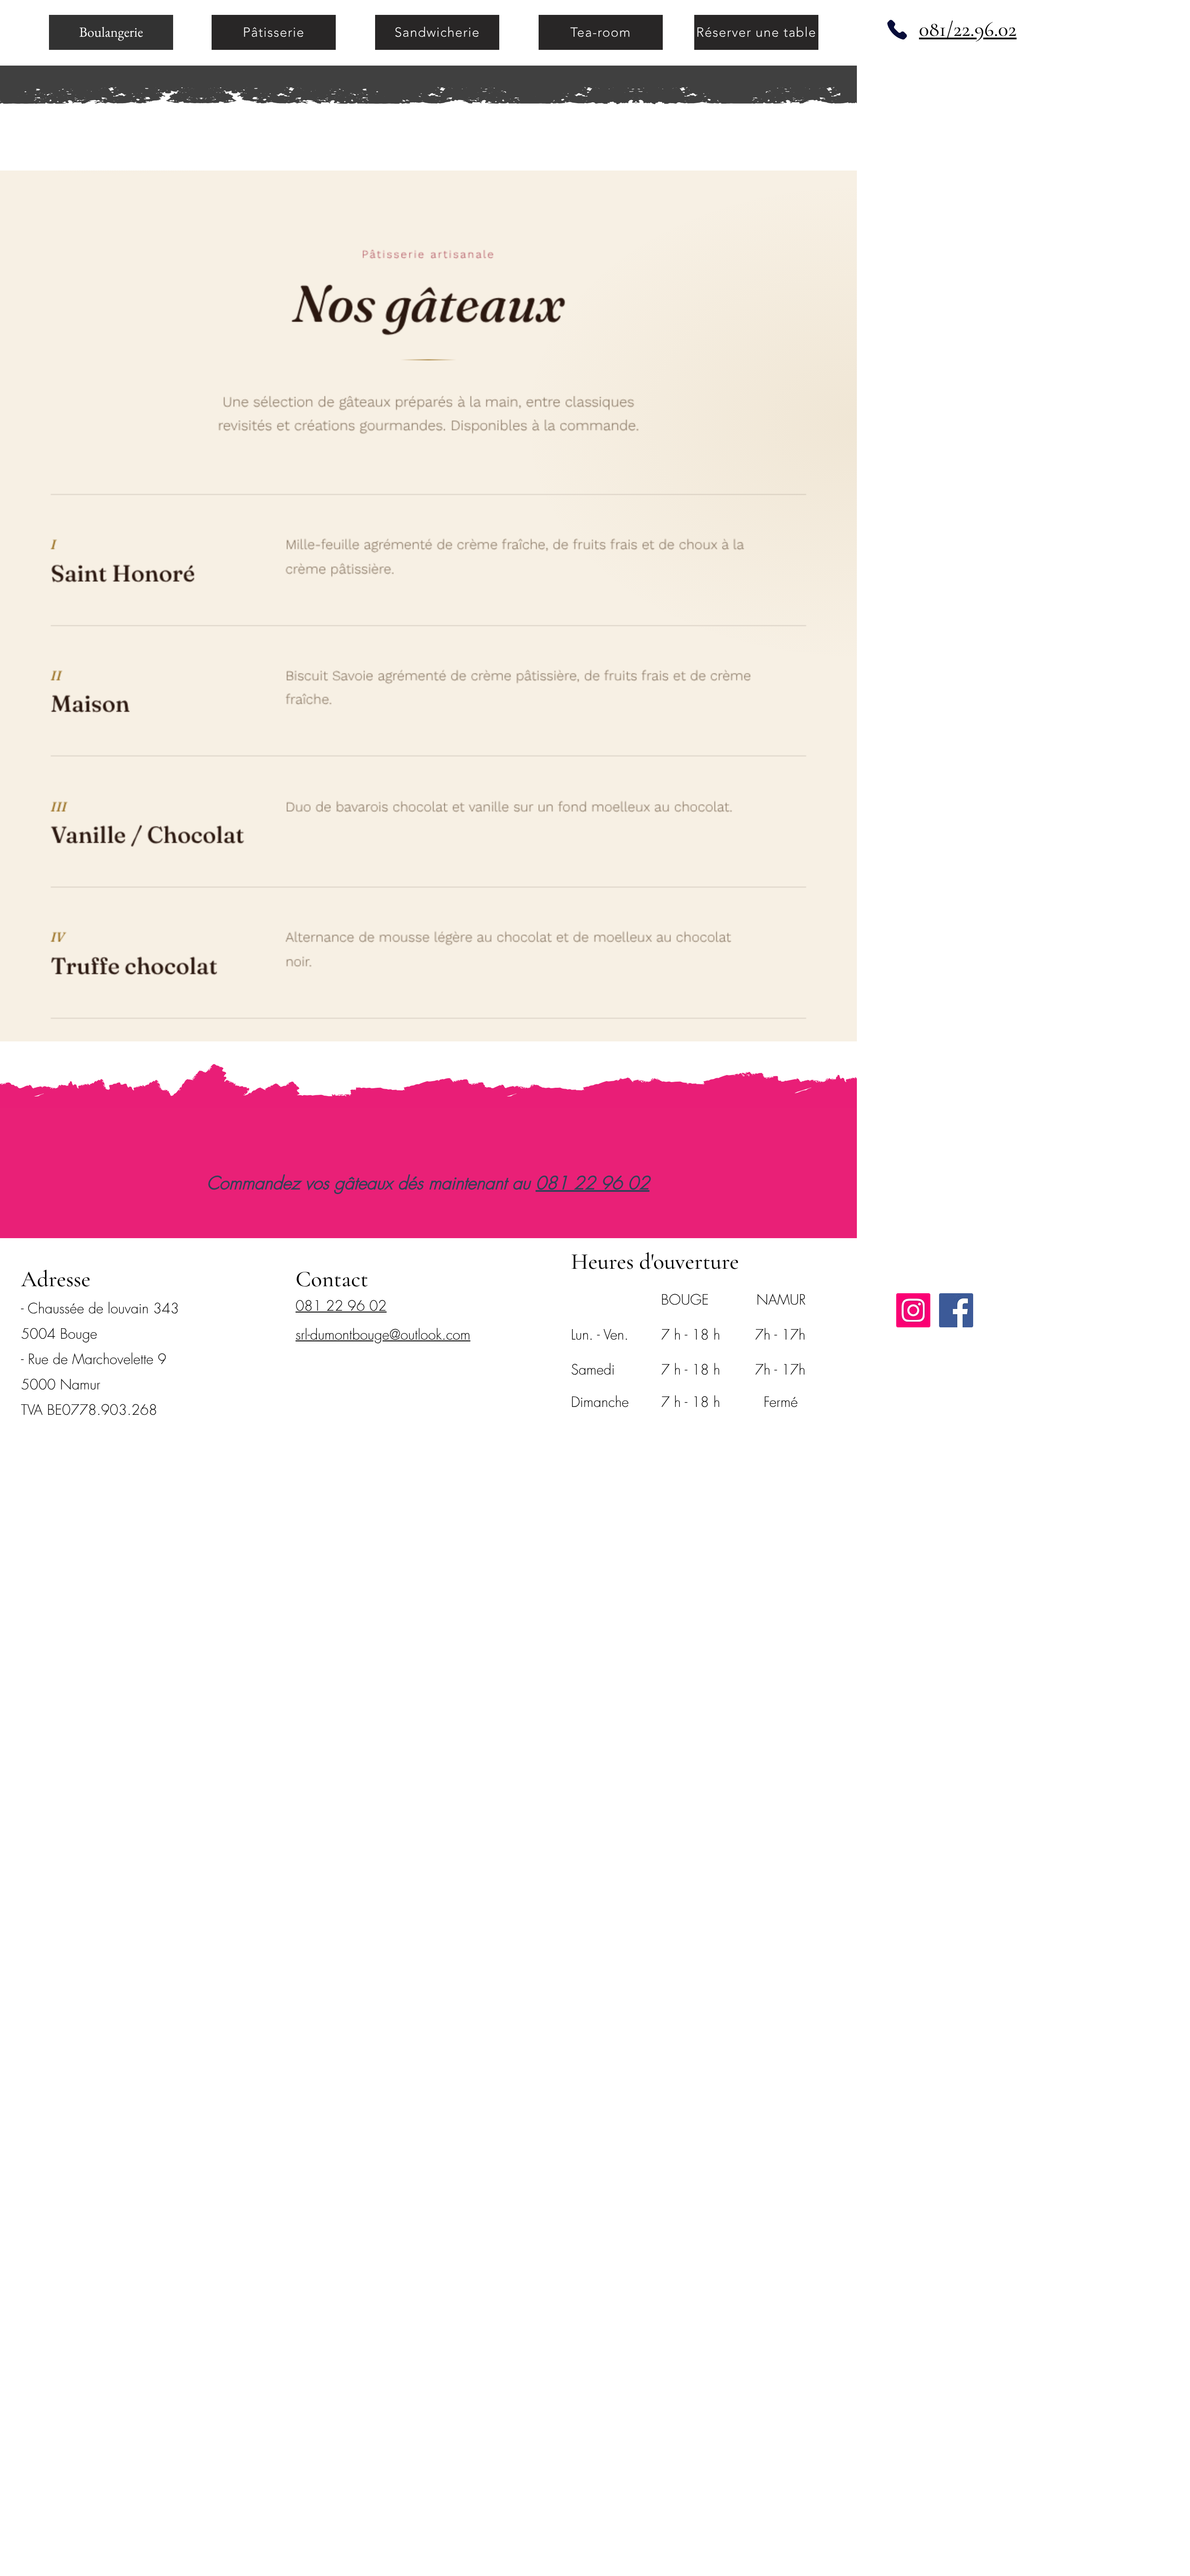 Boulangerie
Pâtisserie
Sandwicherie
Tea-room
Réserver une table
081/22.96.02
Pâtisserie artisanale
Nos gâteaux
Une sélection de gâteaux préparés à la main, entre classiques
revisités et créations gourmandes. Disponibles à la commande.
I
Saint Honoré
Mille-feuille agrémenté de crème fraîche, de fruits frais et de choux à la
crème pâtissière.
II
Maison
Biscuit Savoie agrémenté de crème pâtissière, de fruits frais et de crème
fraîche.
III
Vanille / Chocolat
Duo de bavarois chocolat et vanille sur un fond moelleux au chocolat.
IV
Truffe chocolat
Alternance de mousse légère au chocolat et de moelleux au chocolat
noir.
Commandez vos gâteaux dés maintenant au 081 22 96 02
Adresse
- Chaussée de louvain 343
5004 Bouge
- Rue de Marchovelette 9
5000 Namur
TVA BE0778.903.268
Contact
081 22 96 02
srl-dumontbouge@outlook.com
Heures d'ouverture
BOUGE NAMUR
Lun. - Ven. 7 h - 18 h 7h - 17h
Samedi 7 h - 18 h 7h - 17h
Dimanche 7 h - 18 h Fermé